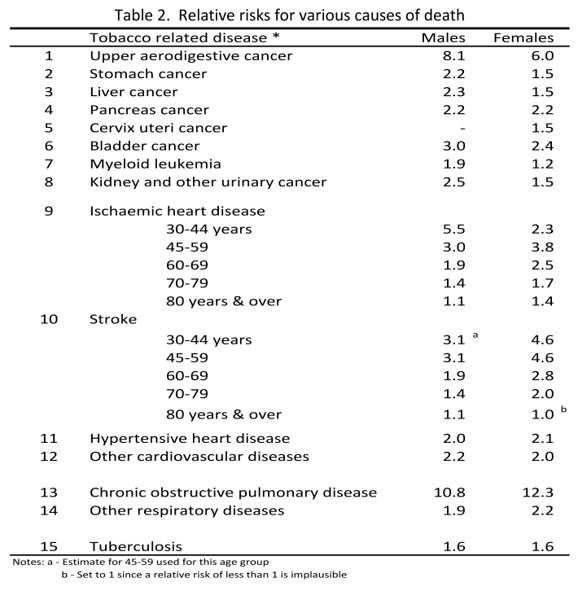 Table 2. Relative risks for various causes of death
Tobacco related disease * Males Females
1 Upper aerodigestive cancer 8.1 6.0
2 Stomach cancer 2.2 1.5
3 Liver cancer 2.3 1.5
4 Pancreas cancer 2.2 2.2
5 Cervix uteri cancer - 1.5
6 Bladder cancer 3.0 2.4
7 Myeloid leukemia 1.9 1.2
8 Kidney and other urinary cancer 2.5 1.5
9 Ischaemic heart disease
30-44 years 5.5 2.3
45-59 3.0 3.8
60-69 1.9 2.5
70-79 1.4 1.7
80 years & over 1.1 1.4
10 Stroke
30-44 years 3.1 a 4.6
45-59 3.1 4.6
60-69 1.9 2.8
70-79 1.4 2.0
80 years & over 1.1 1.0 b
11 Hypertensive heart disease 2.0 2.1
12 Other cardiovascular diseases 2.2 2.0
13 Chronic obstructive pulmonary disease 10.8 12.3
14 Other respiratory diseases 1.9 2.2
15 Tuberculosis 1.6 1.6
Notes: a - Estimate for 45-59 used for this age group
b - Set to 1 since a relative risk of less than 1 is implausible